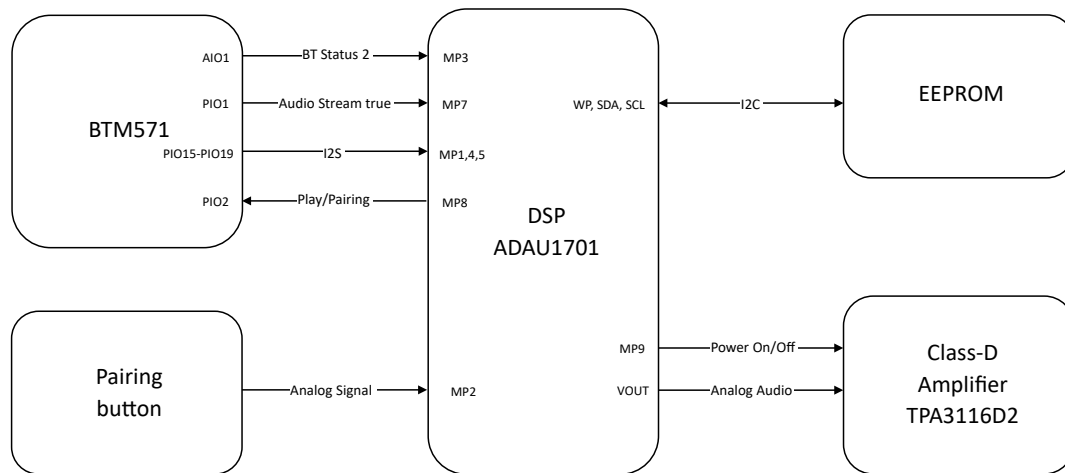 AIO1
BT Status 2
MP3
PIO1
Audio Stream true
MP7
WP, SDA, SCL
I2C
EEPROM
BTM571
PIO15-PIO19
I2S
MP1,4,5
PIO2
Play/Pairing
MP8
DSP
ADAU1701
MP9
Power On/Off
Class-D
Amplifier
TPA3116D2
Pairing
button
Analog Signal
MP2
VOUT
Analog Audio